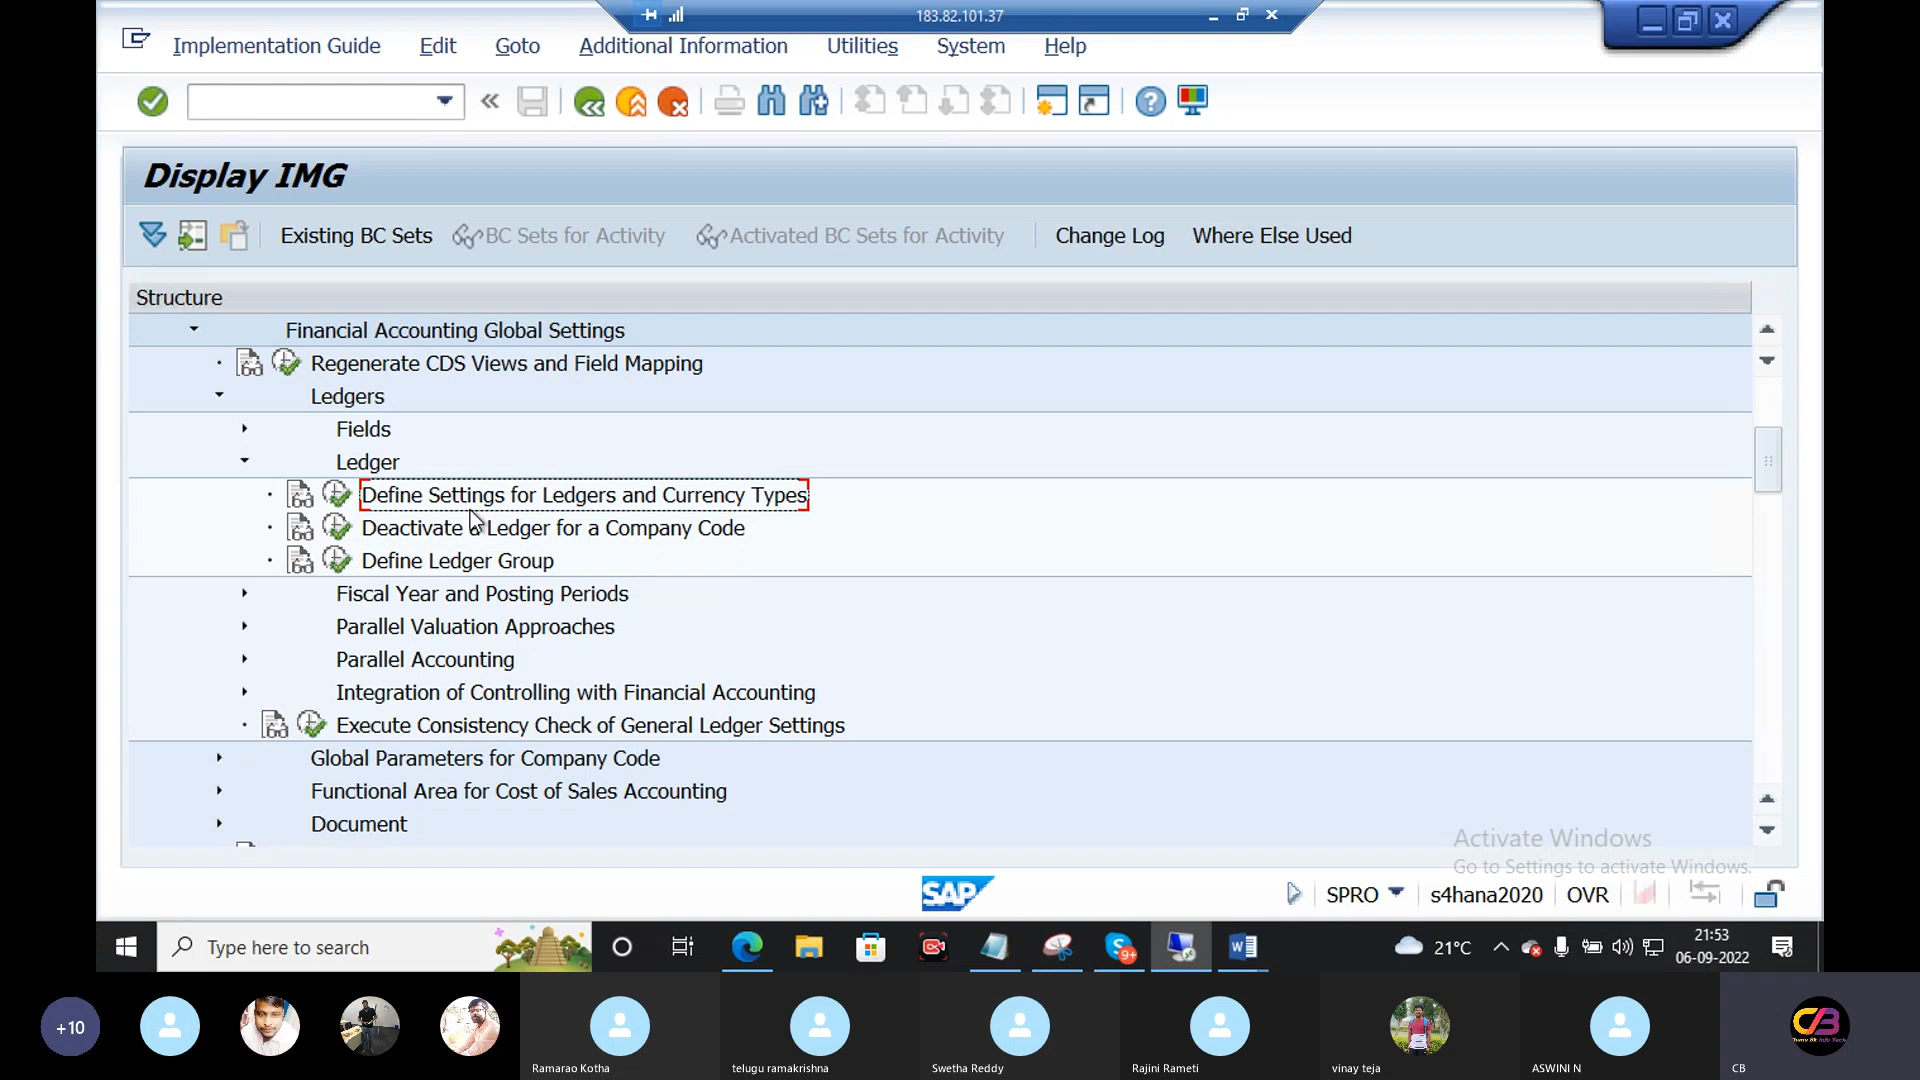 183.82.101.37
Implementation Guide Edit Goto Additional Information Utilities System Help
Display IMG
Existing BC Sets BC Sets for Activity Activated BC Sets for Activity Change Log Where Else Used
Structure
Financial Accounting Global Settings
Regenerate CDS Views and Field Mapping
Ledgers
Fields
Ledger
Define Settings for Ledgers and Currency Types
Deactivate a Ledger for a Company Code
Define Ledger Group
Fiscal Year and Posting Periods
Parallel Valuation Approaches
Parallel Accounting
Integration of Controlling with Financial Accounting
Execute Consistency Check of General Ledger Settings
Global Parameters for Company Code
Functional Area for Cost of Sales Accounting
Document
Activate Windows
Go to Settings to activate Windows.
SAP SPRO s4hana2020 OVR
Type here to search 9+ 21°C 21:53
06-09-2022
+10
CB
Ramarao Kotha telugu ramakrishna Swetha Reddy Rajini Rameti vinay teja ASWINI N CB